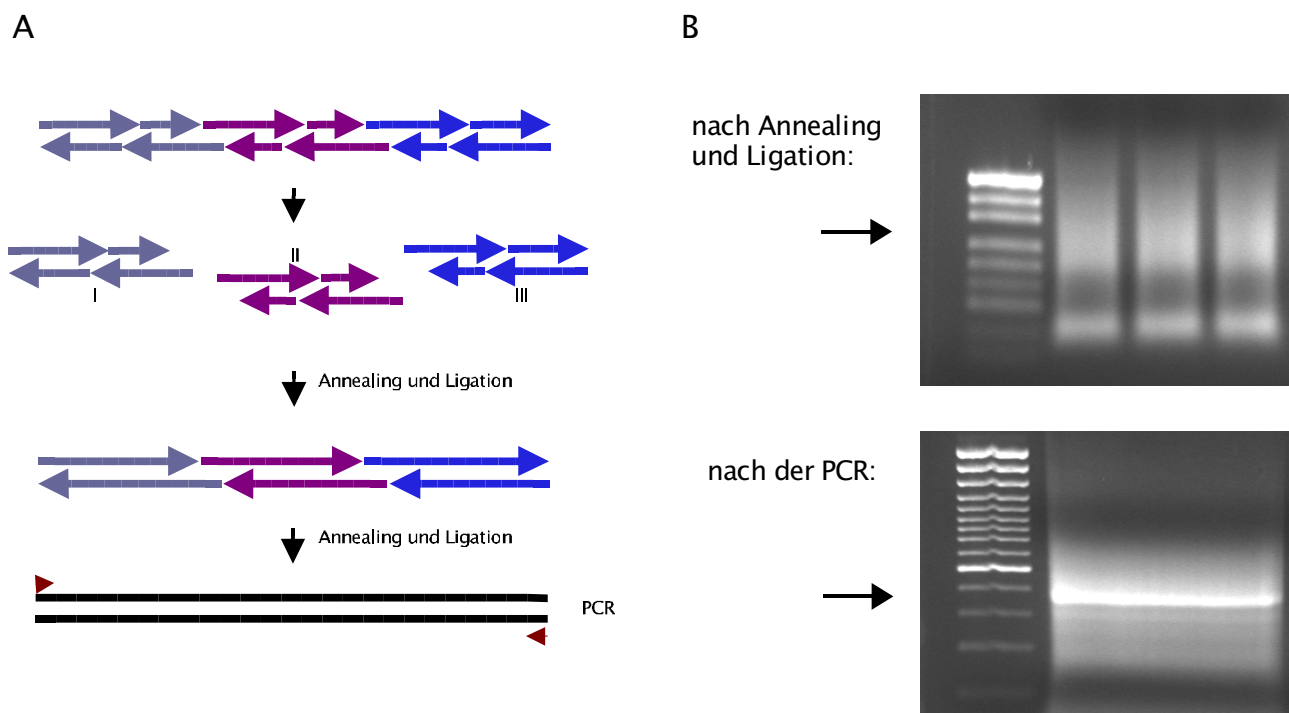 A
B
nach Annealing
und Ligation:
II
I
III
Annealing und Ligation
nach der PCR:
Annealing und Ligation
PCR